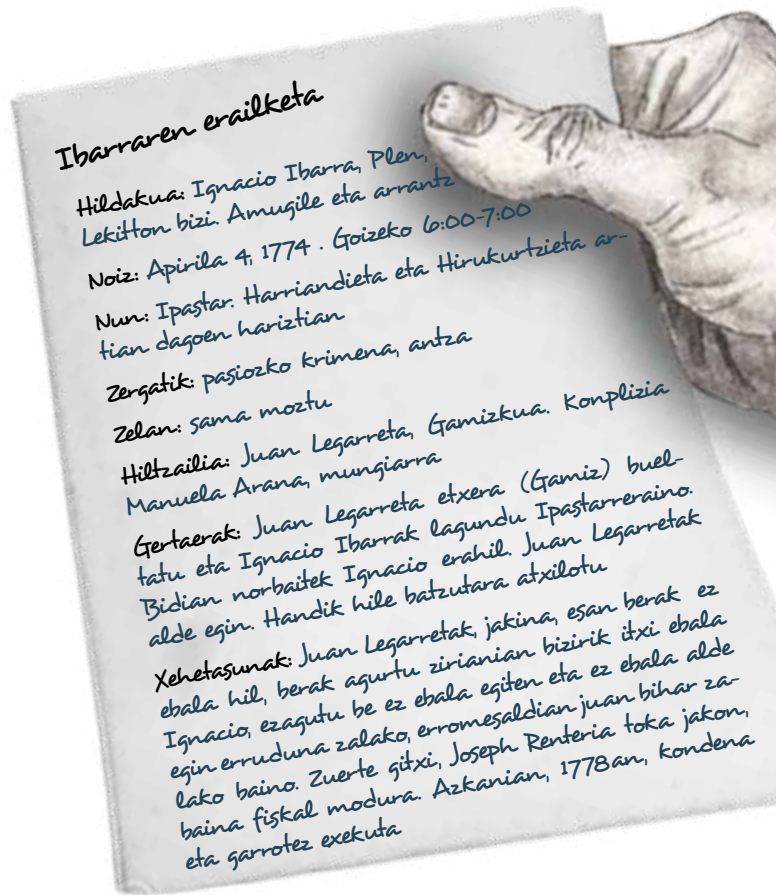 Ibarraren erailketa
Hildakua: Ignacio Ibarra, Plen,
Lekitton bizi. Amugile eta arrantz
Noiz: Apirila 4, 1774 . Goizeko 6:00-7:00
Nun: Ipastar. Harriandieta eta Hirukurtzieta ar-
tian dagoen hariztian
Zergatik: pasiozko krimena, antza
Zelan: sama moztu
Hiltzailia: Juan Legarreta, Gamizkua. Konplizia
Manuela Arana, mungiarra
Gertaerak: Juan Legarreta etxera (Gamiz) buel-
tatu eta Ignacio Ibarrak lagundu Ipastarreraino.
Bidian norbaitek Ignacio erahil. Juan Legarretak
alde egin. Handik hile batzutara atxilotu
Xehetasunak: Juan Legarretak, jakina, esan berak ez
ebala hil, berak agurtu zirianian bizirik itxi ebala
Ignacio, ezagutu be ez ebala egiten eta ez ebala alde
egin erruduna zalako, erromesaldian juan bihar za-
lako baino. Zuerte gitxi, Joseph Renteria toka jakon,
baina fiskal modura. Azkanian, 1778an, kondena
eta garrotez exekuta